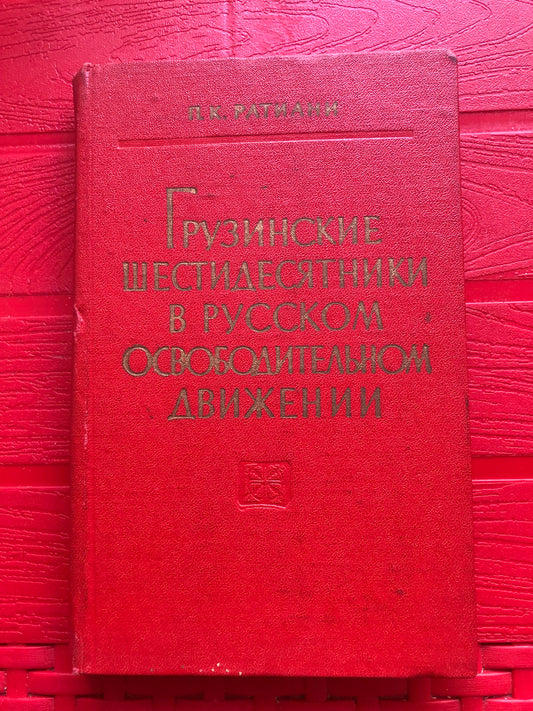 П. К. РАТИАНИ
ГРУЗИНСКИЕ
ШЕСТИДЕСЯТНИКИ
В РУССКОМ
ОСВОБОДИТЕЛЬНОМ
ДВИЖЕНИИ